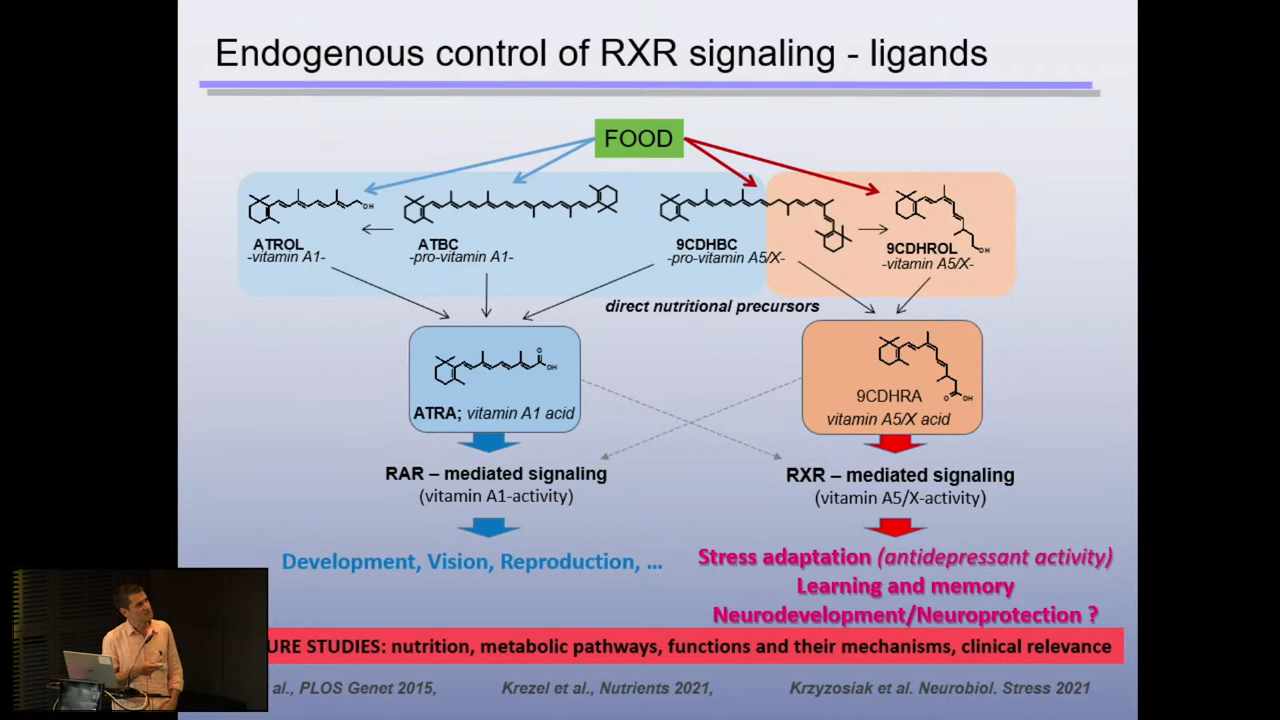 Endogenous control of RXR signaling - ligands
FOOD
OH
ATROL
-vitamin A1-
ATBC
-pro-vitamin A1-
9CDHBC
-pro-vitamin A5/X-
9CDHROL
OH
-vitamin A5/X-
direct nutritional precursors
O
OH
ATRA; vitamin A1 acid
9CDHRA
O
OH
vitamin A5/X acid
RAR – mediated signaling
(vitamin A1-activity)
RXR – mediated signaling
(vitamin A5/X-activity)
Development, Vision, Reproduction, ...
Stress adaptation (antidepressant activity)
Learning and memory
Neurodevelopment/Neuroprotection ?
URE STUDIES: nutrition, metabolic pathways, functions and their mechanisms, clinical relevance
al., PLOS Genet 2015, Krezel et al., Nutrients 2021, Krzyzosiak et al. Neurobiol. Stress 2021